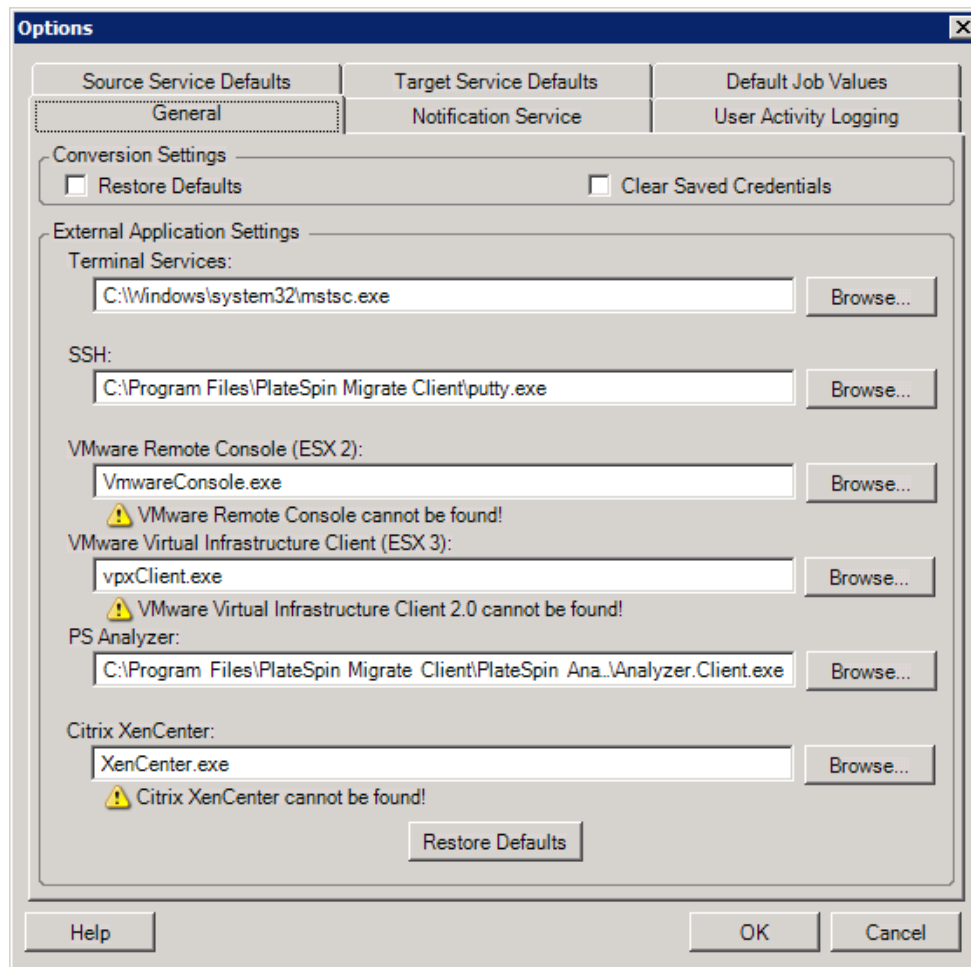 Options
Source Service Defaults
Target Service Defaults
Default Job Values
General
Notification Service
User Activity Logging
Conversion Settings
Restore Defaults
Clear Saved Credentials
External Application Settings
Terminal Services:
C:\Windows\system32\mstsc.exe
Browse...
SSH:
C:\Program Files\PlateSpin Migrate Client\putty.exe
Browse...
VMware Remote Console (ESX 2):
VmwareConsole.exe
Browse...
VMware Remote Console cannot be found!
VMware Virtual Infrastructure Client (ESX 3):
vpxClient.exe
Browse...
VMware Virtual Infrastructure Client 2.0 cannot be found!
PS Analyzer:
C:\Program Files\PlateSpin Migrate Client\PlateSpin Ana..\Analyzer.Client.exe
Browse...
Citrix XenCenter:
XenCenter.exe
Browse...
Citrix XenCenter cannot be found!
Restore Defaults
Help
OK
Cancel